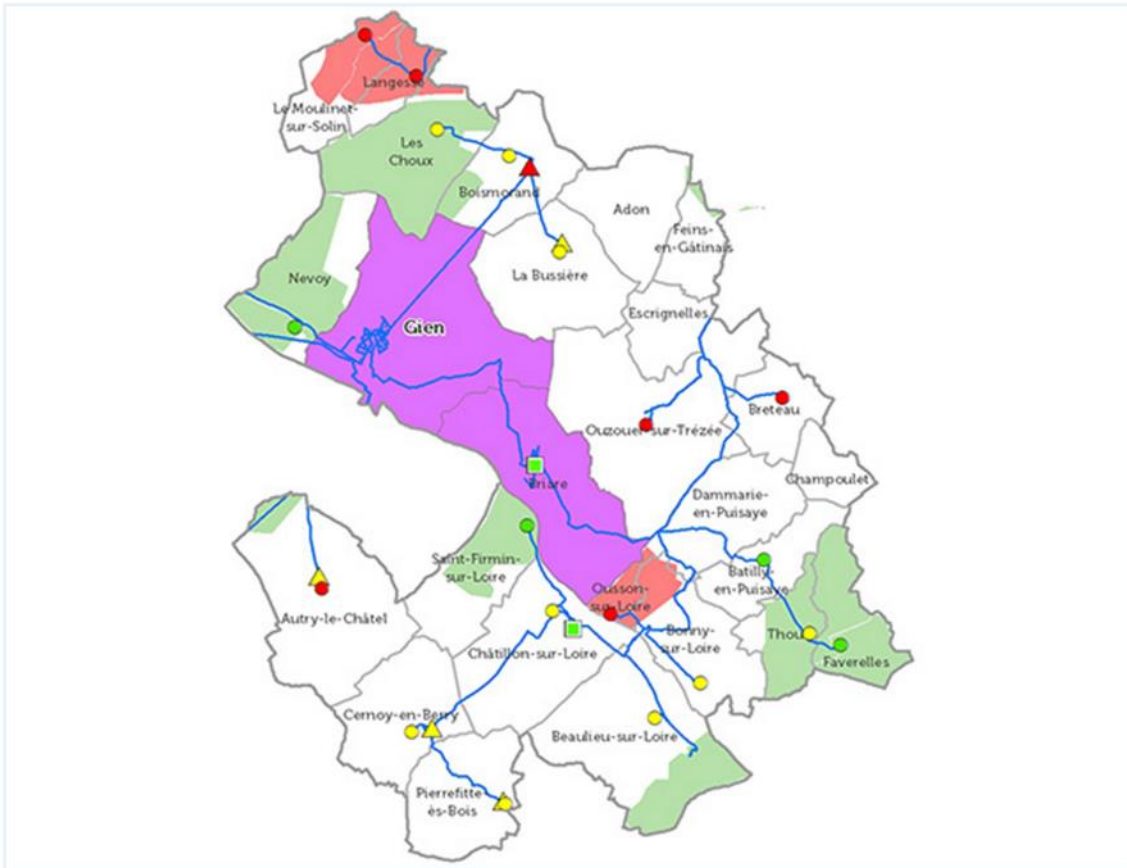 Langesse
Le Moulinet-
sur-Solin
Les
Choux
Boismorand
Adon
Feins-
en-Gâtinais
Nevoy
La Bussière
Escrignelles
Gien
Breteau
Ouzouer-sur-Trézée
Champoulet
Briare
Dammarie-
en-Puisaye
Saint-Firmin-
sur-Loire
Batilly-
en-Puisaye
Ousson-
sur-Loire
Autry-le-Châtel
Thou
Bonny-
sur-Loire
Châtillon-sur-Loire
Faverelles
Cernoy-en-Berry
Beaulieu-sur-Loire
Pierrefitte
ès-Bois